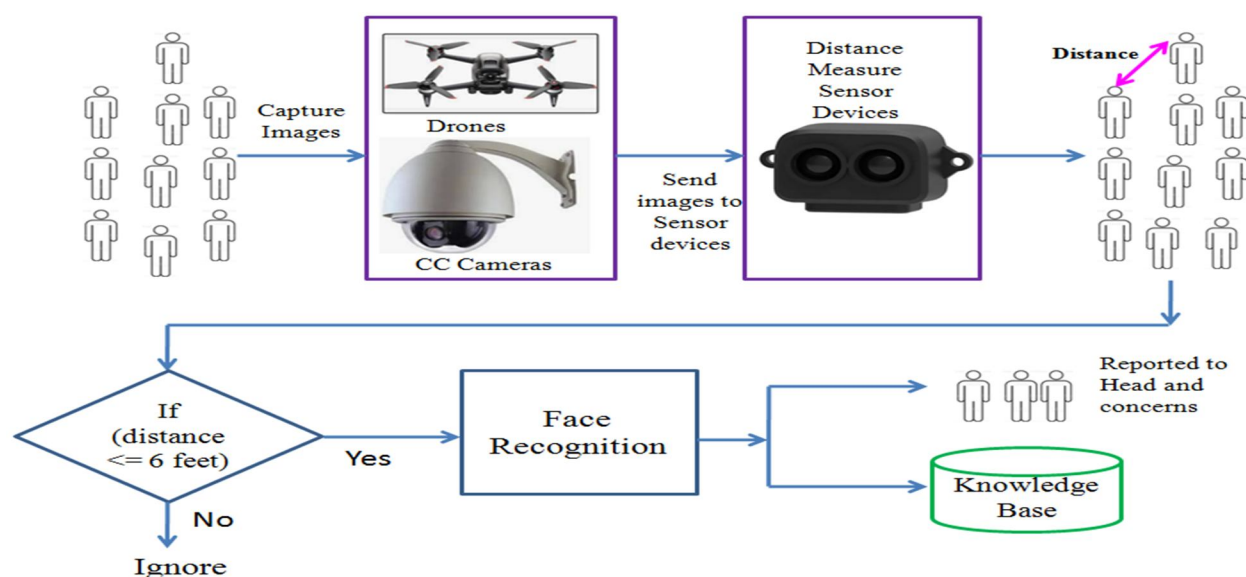 Capture
Images
Drones
CC Cameras
Send
images to
Sensor
devices
Distance
Measure
Sensor
Devices
Distance
If
(distance
<= 6 feet)
Yes
No
Ignore
Face
Recognition
Reported to
Head and
concerns
Knowledge
Base